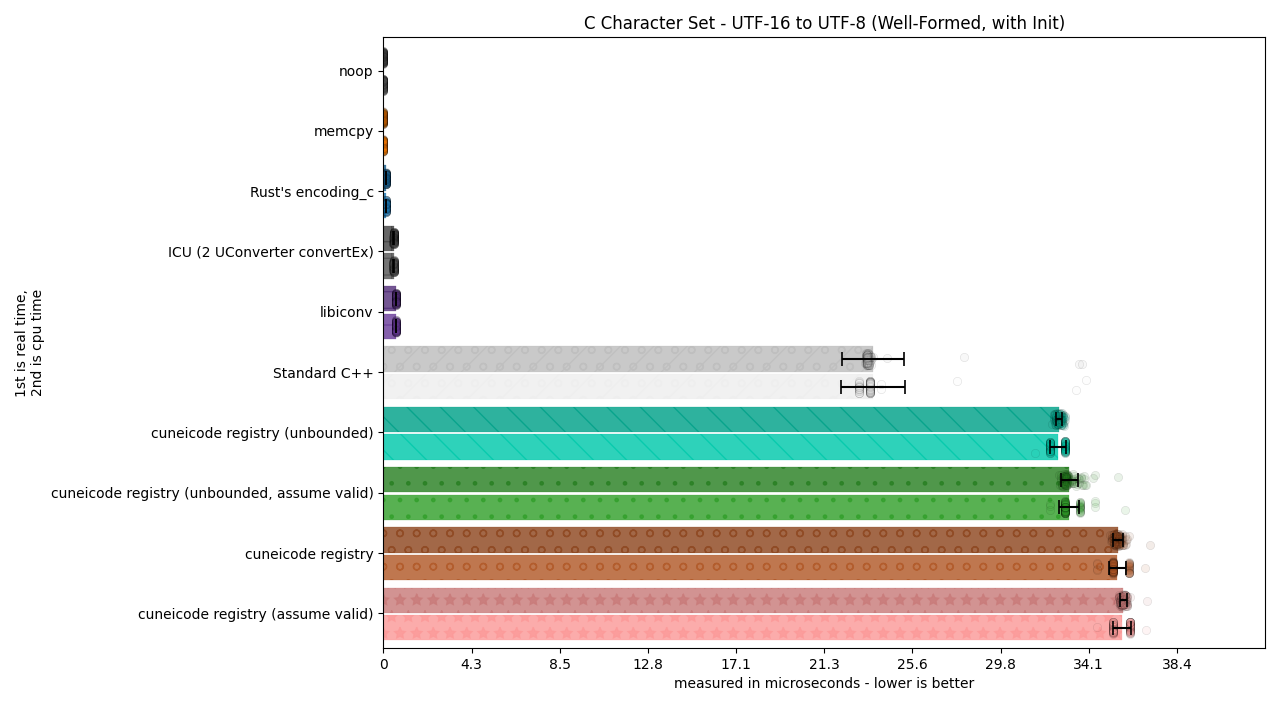 C Character Set - UTF-16 to UTF-8 (Well-Formed, with Init)
1st is real time,
2nd is cpu time
noop
memcpy
Rust's encoding_c
ICU (2 UConverter convertEx)
libiconv
Standard C++
cuneicode registry (unbounded)
cuneicode registry (unbounded, assume valid)
cuneicode registry
cuneicode registry (assume valid)
0 4.3 8.5 12.8 17.1 21.3 25.6 29.8 34.1 38.4
measured in microseconds - lower is better